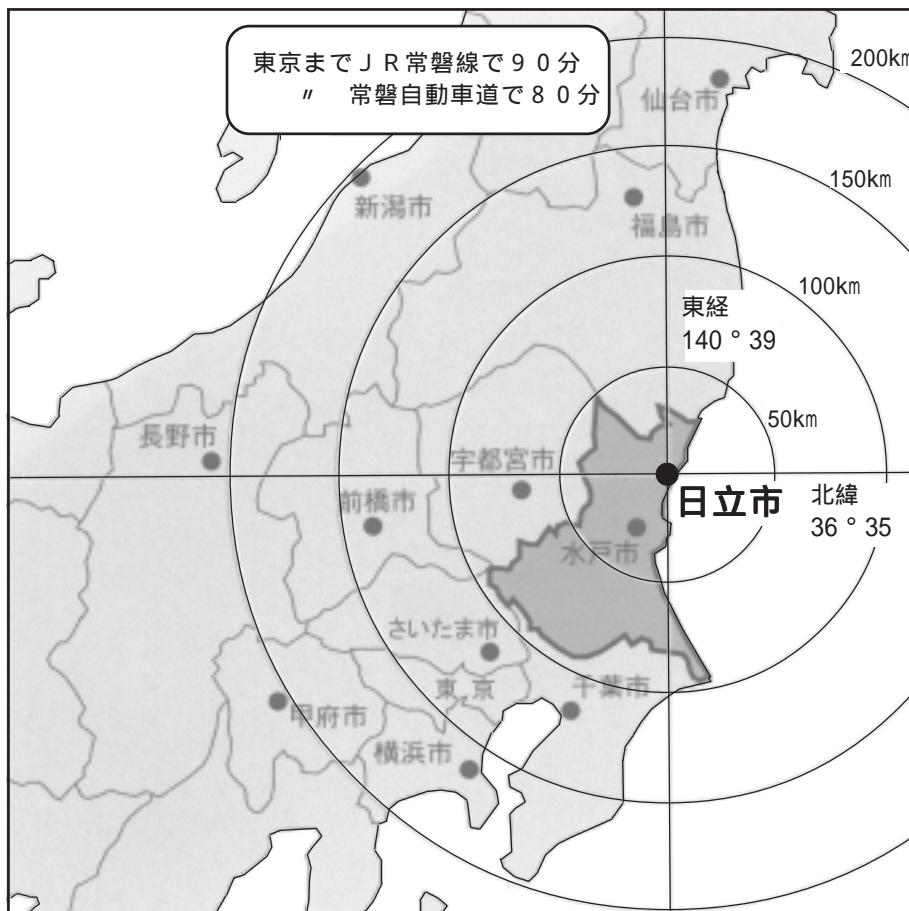 東京までＪＲ常磐線で９０分
〃 常磐自動車道で８０分
200km
仙台市
150km
新潟市
福島市
100km
東経
140°39
50km
長野市
宇都宮市
日立市
北緯
36°35
前橋市
水戸市
さいたま市
東京
千葉市
甲府市
横浜市